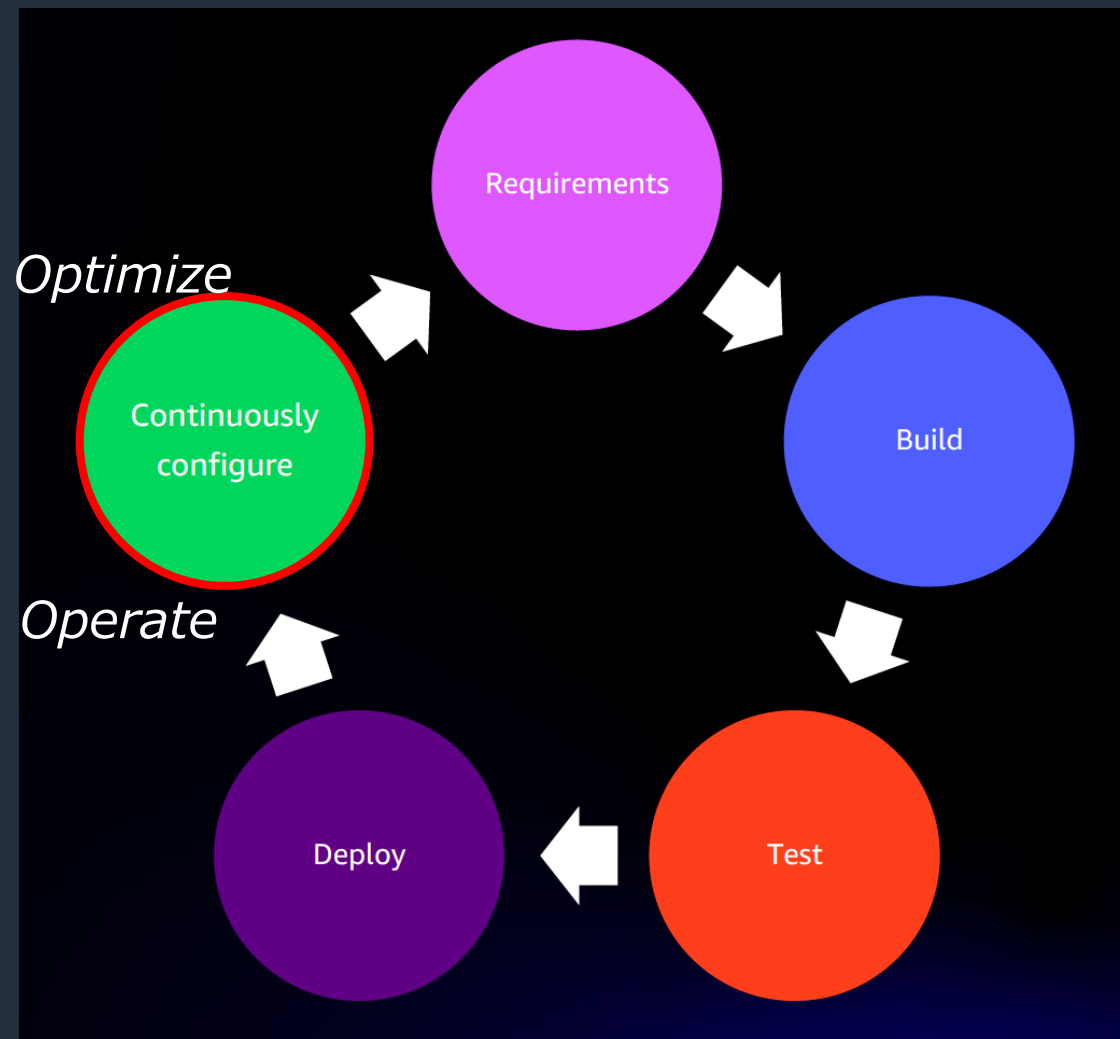 Requirements
Optimize
Continuously
configure
Build
Operate
Deploy
Test